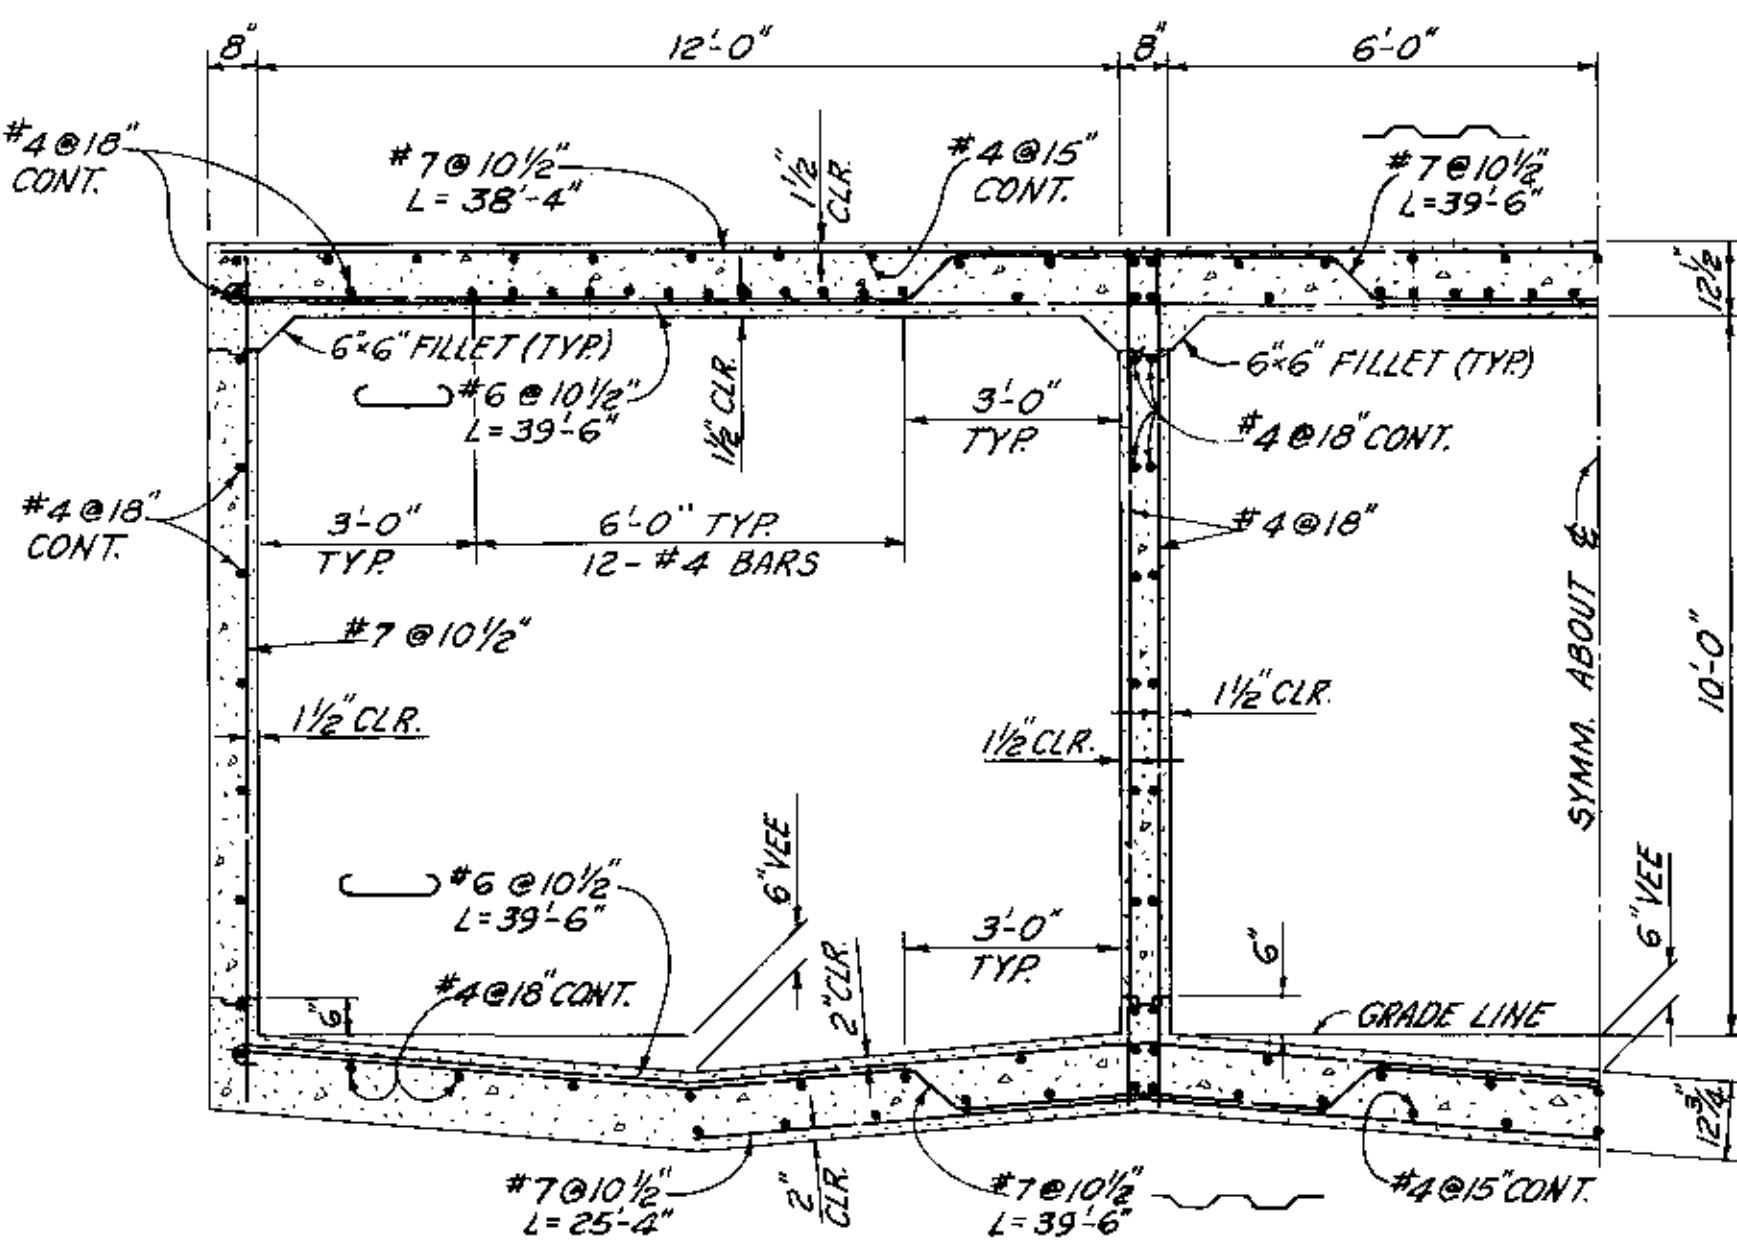 8"
12'-0"
8"
6'-0"
#4 @ 18"
CONT.
#7 @ 10½"
L = 38'-4"
1½"
CLR.
#4 @ 15"
CONT.
#7 @ 10½"
L = 39'-6"
12½"
6"x6" FILLET (TYP.)
6"x6" FILLET (TYP.)
#6 @ 10½"
L = 39'-6"
1½" CLR.
3'-0"
TYP.
#4 @ 18" CONT.
#4 @ 18"
CONT.
3'-0"
TYP.
6'-0" TYP.
12 - #4 BARS
#4 @ 18"
SYMM. ABOUT ℄
#7 @ 10½"
10'-0"
1½" CLR.
1½" CLR.
1½" CLR.
6" VEE
6" VEE
#6 @ 10½"
L = 39'-6"
3'-0"
TYP.
6"
#4 @ 18" CONT.
6"
2" CLR.
GRADE LINE
12¾"
#7 @ 10½"
L = 25'-4"
2"
CLR.
#7 @ 10½"
L = 39'-6"
#4 @ 15" CONT.